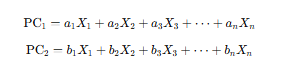 PC₁ = a₁X₁ + a₂X₂ + a₃X₃ + ⋯ + aₙXₙ
PC₂ = b₁X₁ + b₂X₂ + b₃X₃ + ⋯ + bₙXₙ